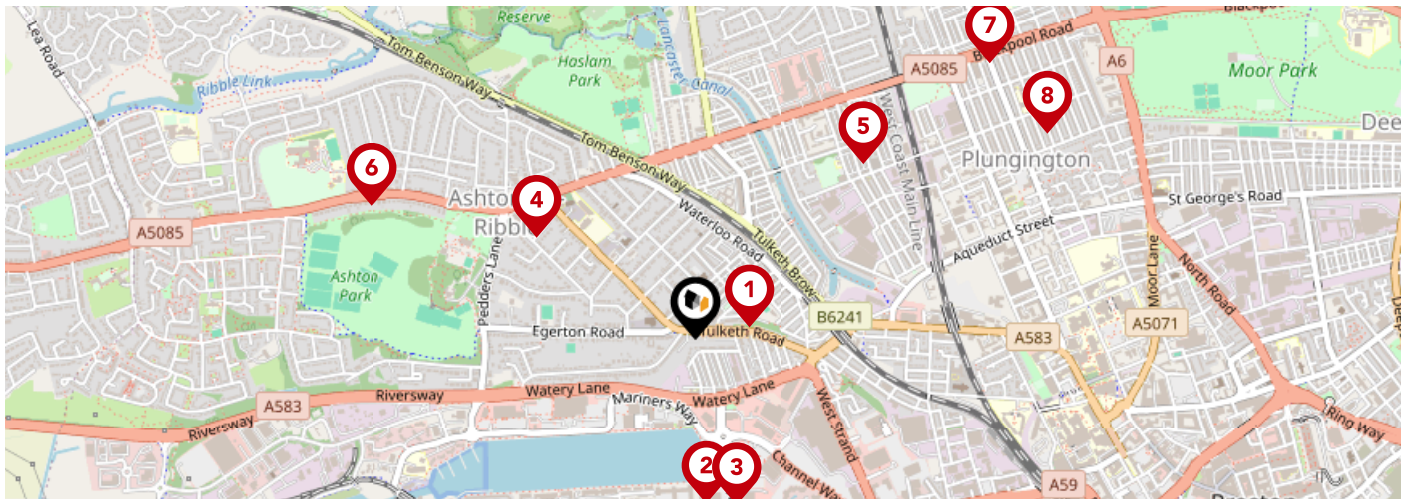 Reserve
Blackpool
Lea Road
Tom Benson Way
Lancaster Canal
7
Blackpool Road
Haslam
Park
A5085
A6
Moor Park
Ribble Link
8
5
Tom Benson Way
West Coast Main Line
Plungington
6
Ashton
Ribble
4
St George's Road
A5085
Waterloo Road
Aqueduct Street
Tulketh Brow
Pedders Lane
Moor Lane
North Road
Ashton
Park
1
B6241
Egerton Road
Tulketh Road
A583
A5071
A583
Riversway
Riversway
Watery Lane
Mariners Way
Watery Lane
West Strand
Ring Way
2
3
Channel Way
A59